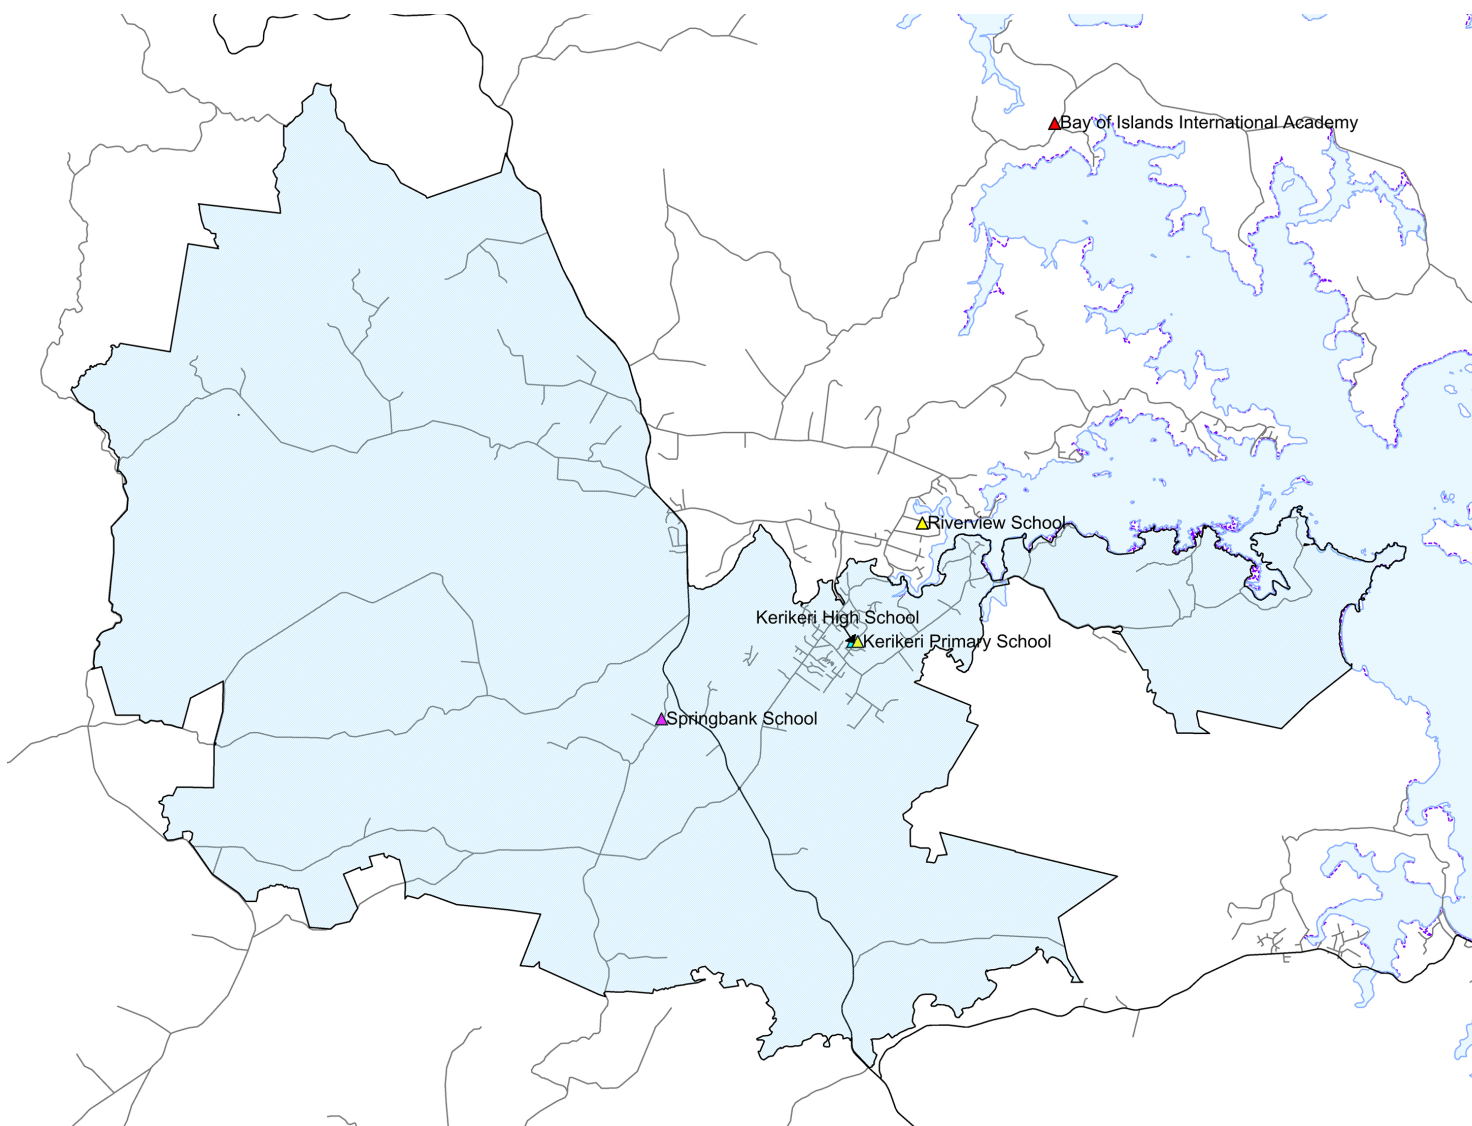 Bay of Islands International Academy
Riverview School
Kerikeri High School
Kerikeri Primary School
Springbank School